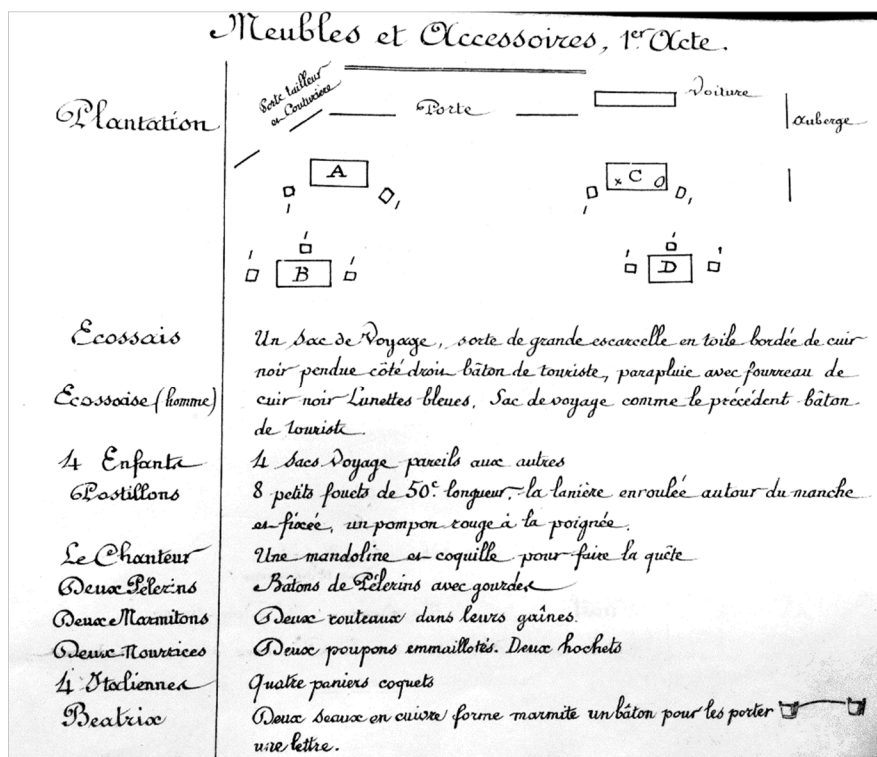 Meubles et Accessoires, 1er Acte.
Porte tailleur
et Couturière
Porte
Voiture
Auberge
Plantation
A
x C
B
D
Ecossais
Un Sac de Voyage, sorte de grande escarcelle en toile bordée de cuir
noir pendue côté droit bâton de touriste, parapluie avec fourreau de
Ecossaise (homme)
cuir noir Lunettes bleues, Sac de voyage comme le précédent bâton
de touriste.
4 Enfants
4 Sacs Voyage pareils aux autres
Postillons
8 petits fouets de 50c. longueur, la lanière enroulée autour du manche
et fixée, un pompon rouge à la poignée.
Le Chanteur
Une mandoline et coquille pour faire la quête
Deux Pélerins
Bâtons de Pélerins avec gourdes
Deux Marmitons
Deux couteaux dans leurs gaînes.
Deux Nourrices
Deux poupons emmaillotés. Deux hochets
4 Italiennes
Quatre paniers coquets
Beatrix
Deux seaux en cuivre forme marmite un bâton pour les porter
une lettre.